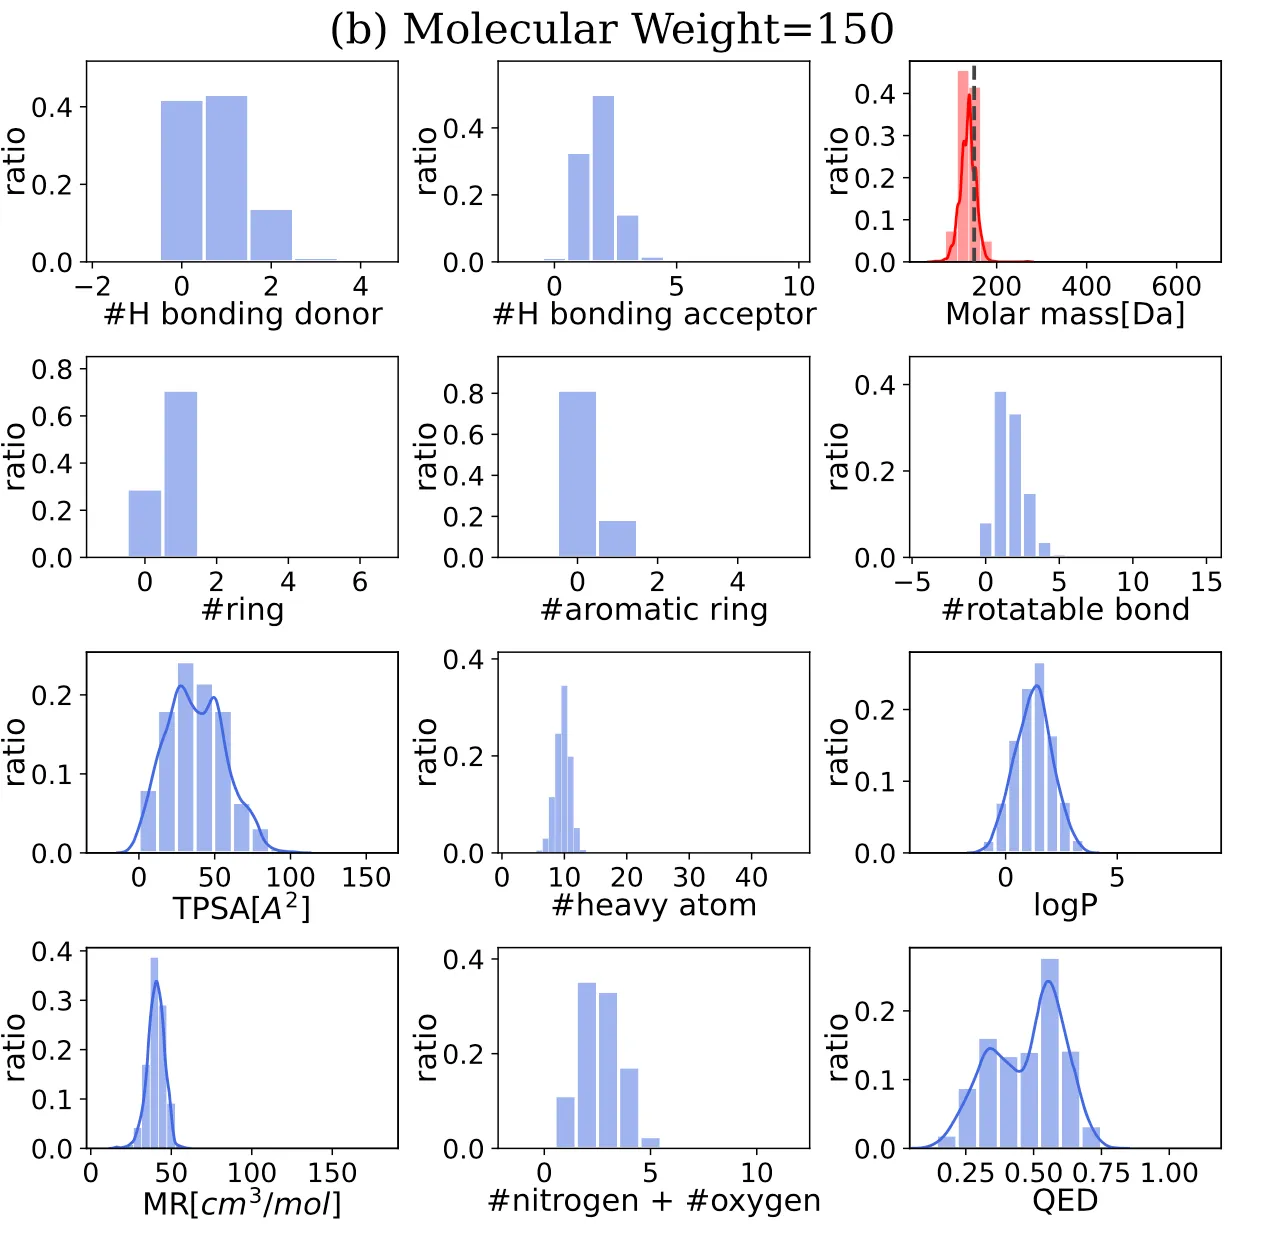 (b) Molecular Weight=150
ratio
0.4
0.2
0.0
−2 0 2 4
#H bonding donor
ratio
0.4
0.2
0.0
0 5 10
#H bonding acceptor
ratio
0.4
0.3
0.2
0.1
0.0
200 400 600
Molar mass[Da]
ratio
0.8
0.6
0.4
0.2
0.0
0 2 4 6
#ring
ratio
0.8
0.6
0.4
0.2
0.0
0 2 4
#aromatic ring
ratio
0.4
0.2
0.0
−5 0 5 10 15
#rotatable bond
ratio
0.2
0.1
0.0
0 50 100 150
TPSA[A²]
ratio
0.4
0.2
0.0
0 10 20 30 40
#heavy atom
ratio
0.2
0.1
0.0
0 5
logP
ratio
0.4
0.3
0.2
0.1
0.0
0 50 100 150
MR[cm³/mol]
ratio
0.4
0.2
0.0
0 5 10
#nitrogen + #oxygen
ratio
0.2
0.1
0.0
0.25 0.50 0.75 1.00
QED